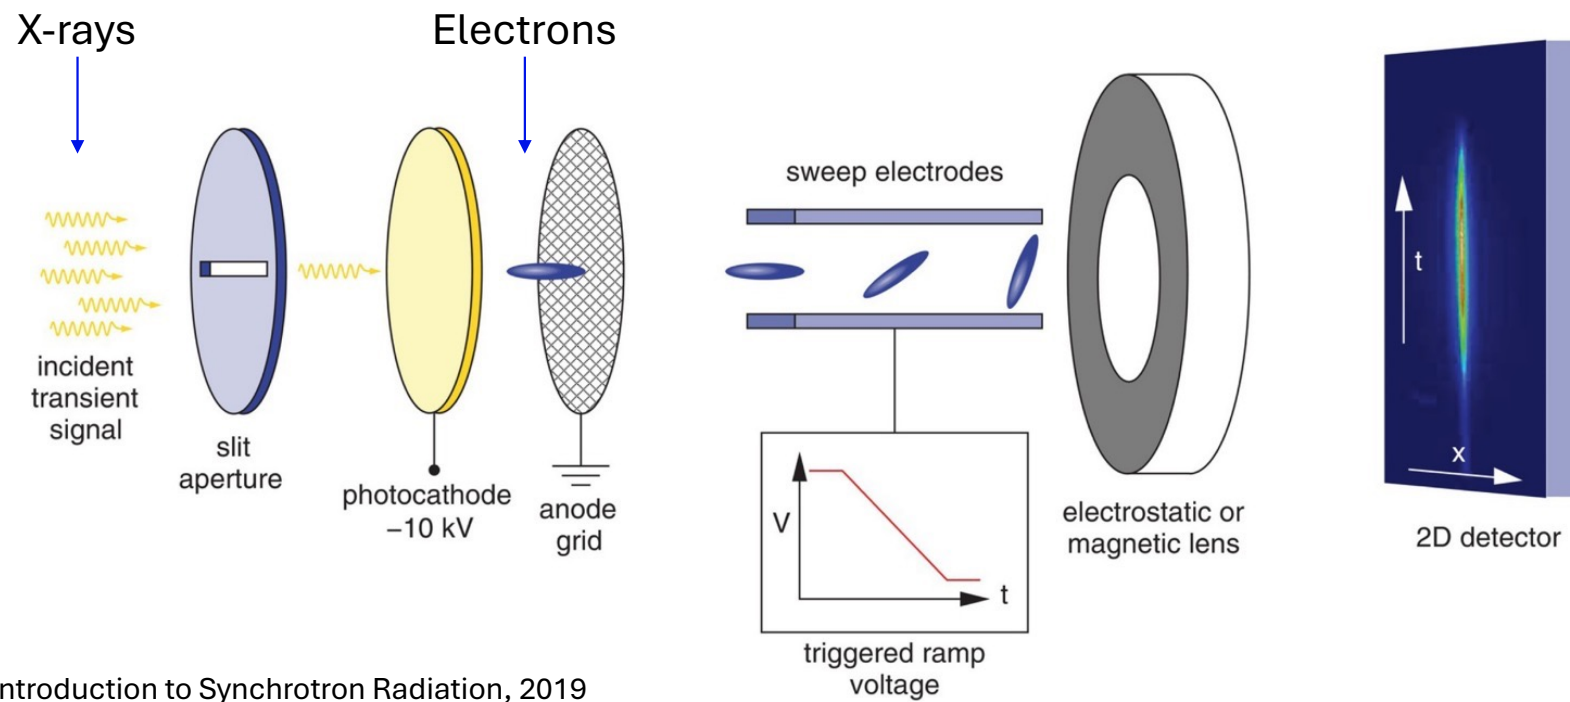 X-rays
Electrons
incident
transient
signal
slit
aperture
photocathode
–10 kV
anode
grid
sweep electrodes
V
t
triggered ramp
voltage
electrostatic or
magnetic lens
t
x
2D detector
ntroduction to Synchrotron Radiation, 2019